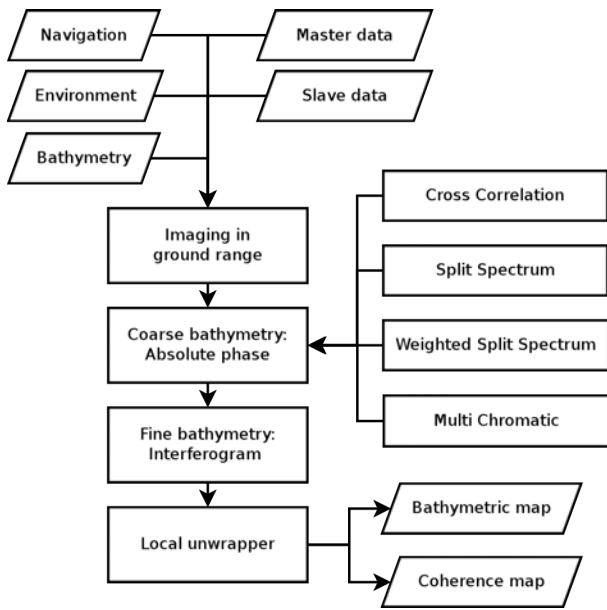 Navigation
Master data
Environment
Slave data
Bathymetry
Imaging in
ground range
Cross Correlation
Split Spectrum
Coarse bathymetry:
Absolute phase
Weighted Split Spectrum
Multi Chromatic
Fine bathymetry:
Interferogram
Local unwrapper
Bathymetric map
Coherence map